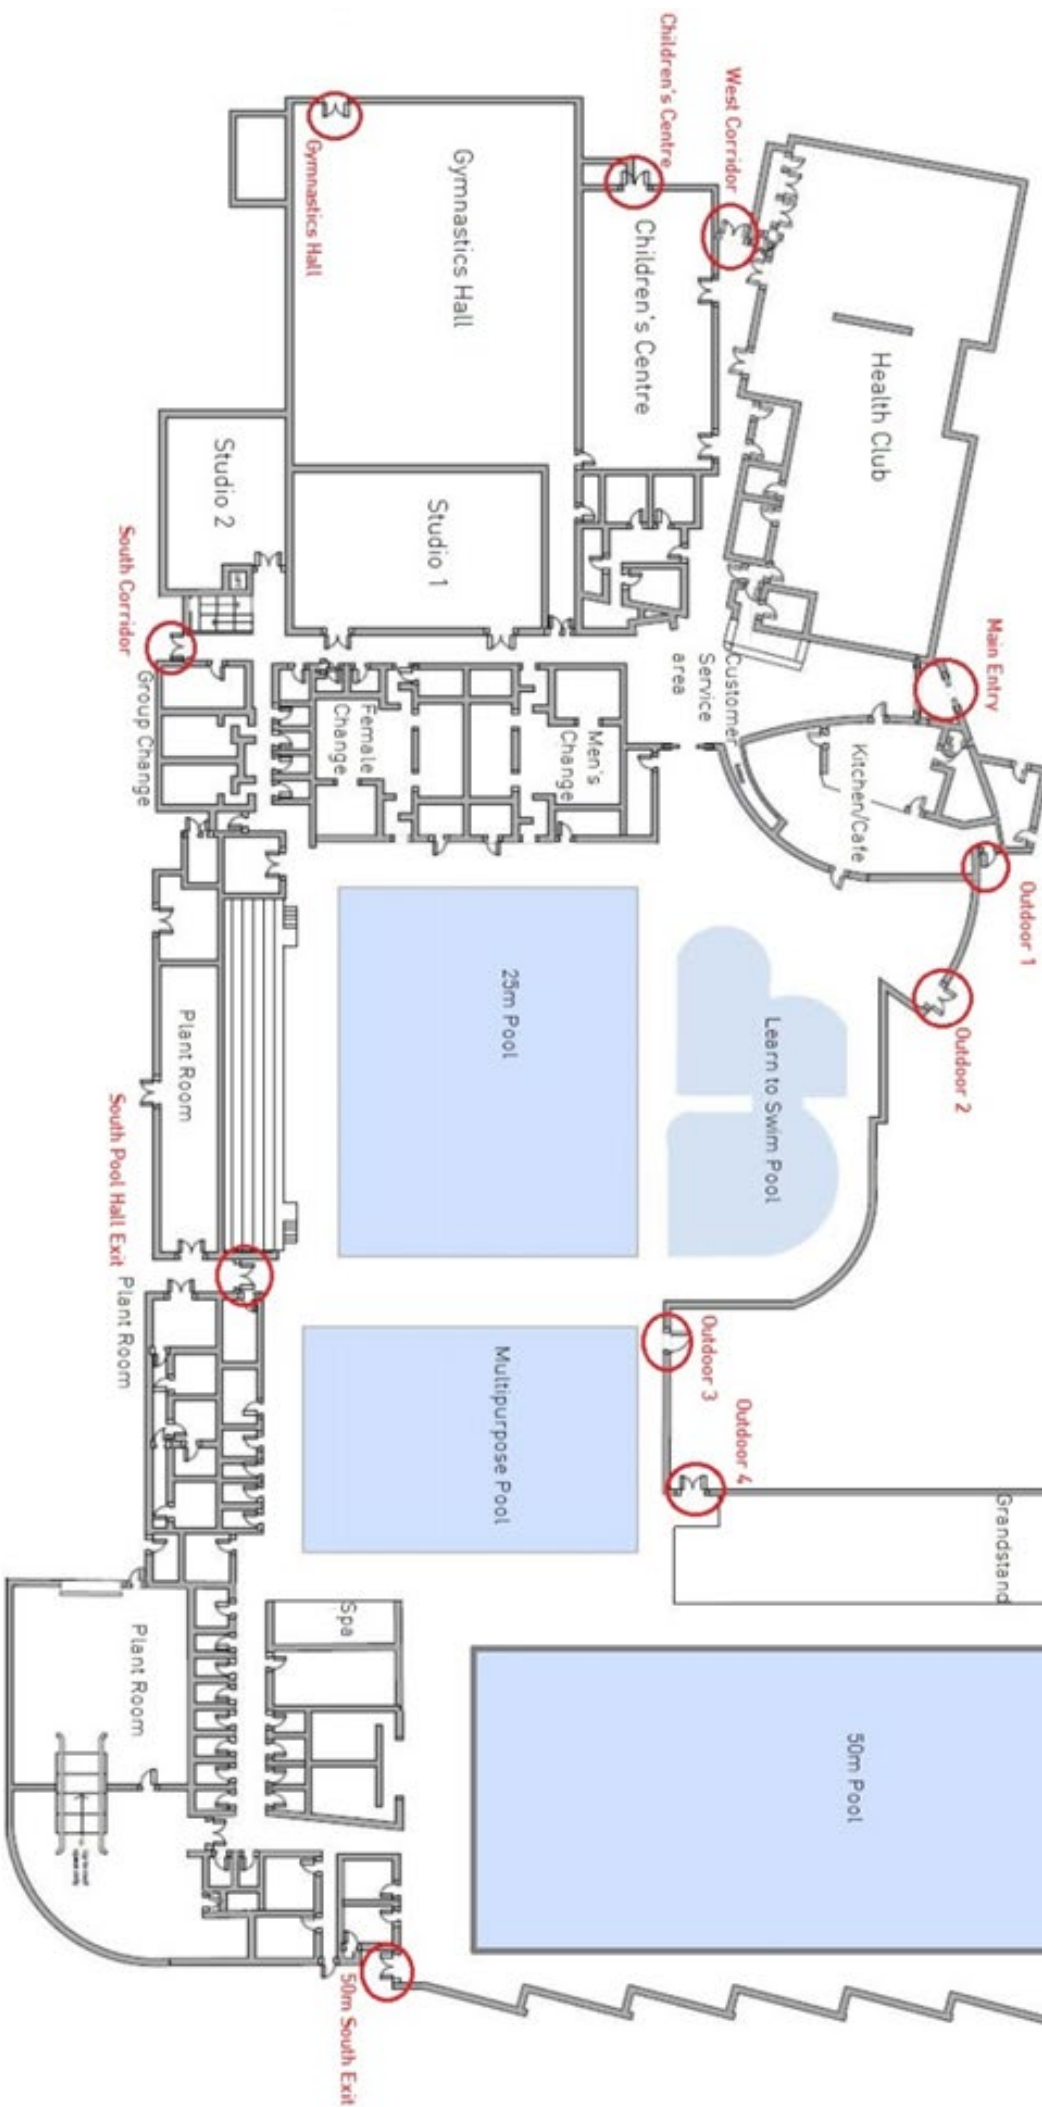 Children's Centre
West Corridor
Gymnastics Hall
Gymnastics Hall
Children's Centre
Health Club
Main Entry
Studio 2
Studio 1
South Corridor
Customer
Service
area
Group Change
Female
Change
Men's
Change
Kitchen/Cafe
Outdoor 1
Outdoor 2
25m Pool
Learn to Swim Pool
Plant Room
South Pool Hall Exit
Plant Room
Multipurpose Pool
Outdoor 3
Outdoor 4
Grandstand
Spa
Plant Room
50m Pool
50m South Exit